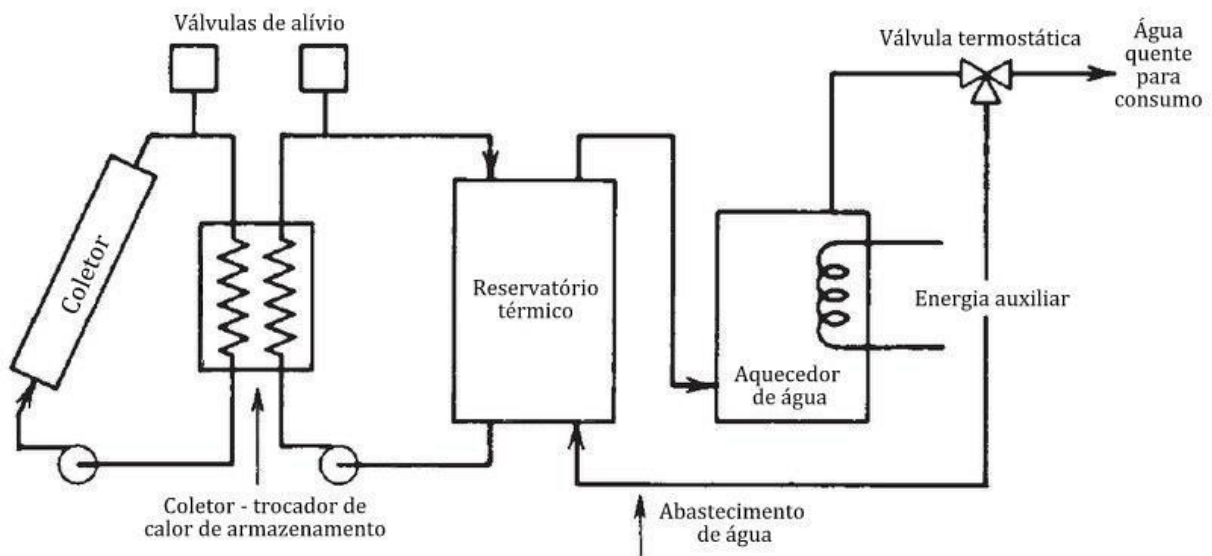 Válvulas de alívio
Válvula termostática
Água
quente
para
consumo
Coletor
Reservatório
térmico
Energia auxiliar
Aquecedor
de água
Coletor - trocador de
calor de armazenamento
Abastecimento
de água